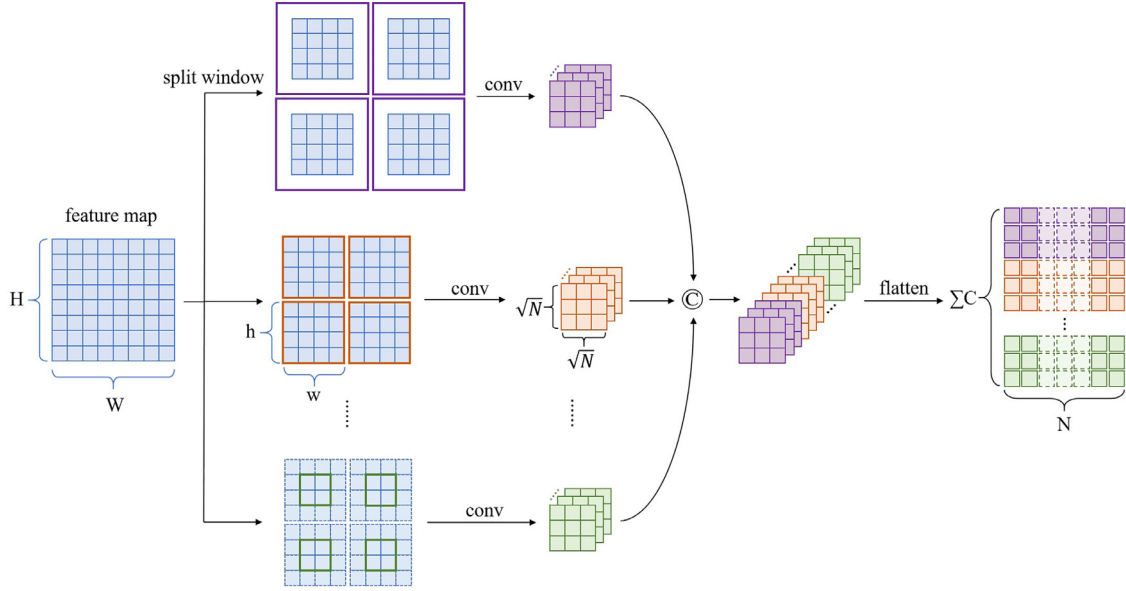 split window
conv
feature map
H
W
h
w
conv
√N
√N
©
flatten
∑C
N
conv